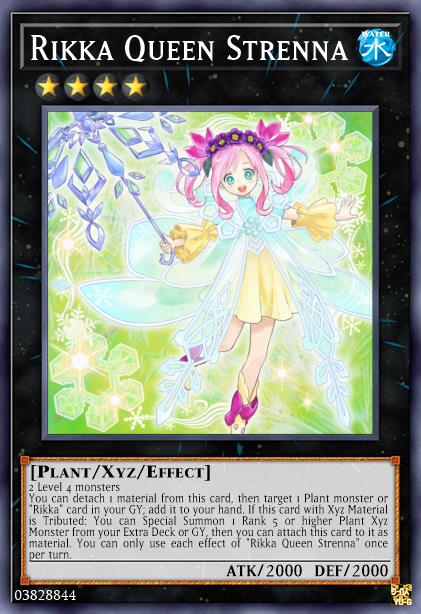 Rikka Queen Strenna
WATER
水
[Plant/Xyz/Effect]
2 Level 4 monsters
You can detach 1 material from this card, then target 1 Plant monster or
"Rikka" card in your GY; add it to your hand. If this card with Xyz Material
is Tributed: You can Special Summon 1 Rank 5 or higher Plant Xyz
Monster from your Extra Deck or GY, then you can attach this card to it as
material. You can only use each effect of "Rikka Queen Strenna" once
per turn.
ATK/2000 DEF/2000
03828844